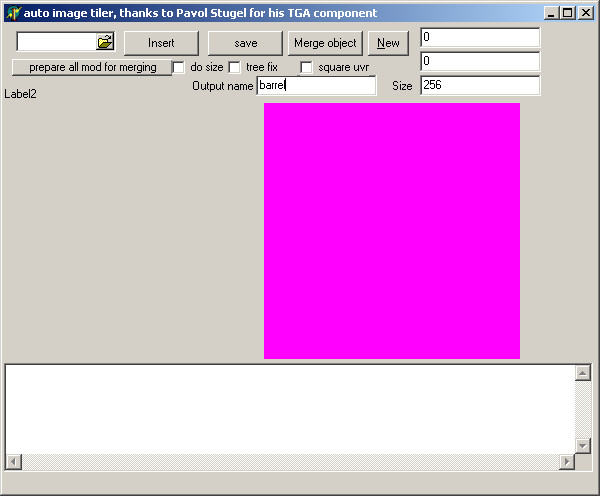 auto image tiler, thanks to Pavol Stugel for his TGA component
Insert save Merge object New 0
prepare all mod for merging do size tree fix square uvr 0
Label2 Output name barrel Size 256